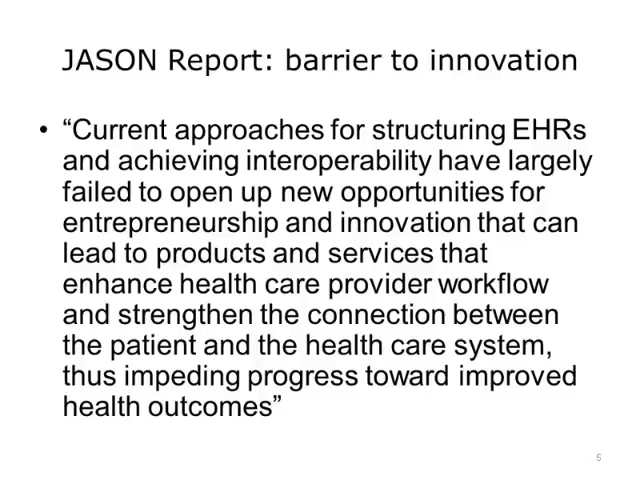 JASON Report: barrier to innovation
• “Current approaches for structuring EHRs
and achieving interoperability have largely
failed to open up new opportunities for
entrepreneurship and innovation that can
lead to products and services that
enhance health care provider workflow
and strengthen the connection between
the patient and the health care system,
thus impeding progress toward improved
health outcomes”
5